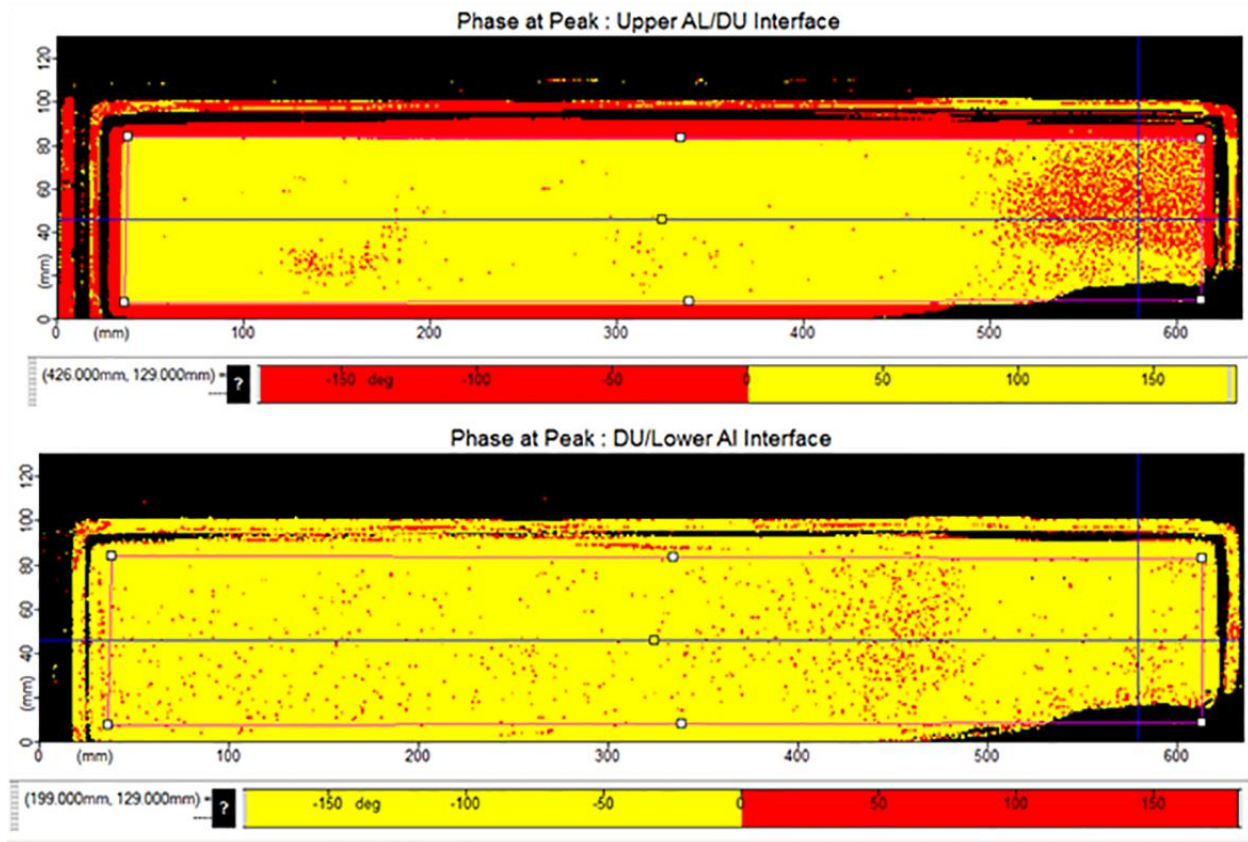 Phase at Peak : Upper AL/DU Interface
120
100
80
60
40
20
0
(mm)
0 (mm) 100 200 300 400 500 600
(426.000mm, 129.000mm) = ? -150 deg -100 -50 0 50 100 150
Phase at Peak : DU/Lower Al Interface
120
100
80
60
40
20
0
(mm)
0 (mm) 100 200 300 400 500 600
(199.000mm, 129.000mm) = ? -150 deg -100 -50 0 50 100 150